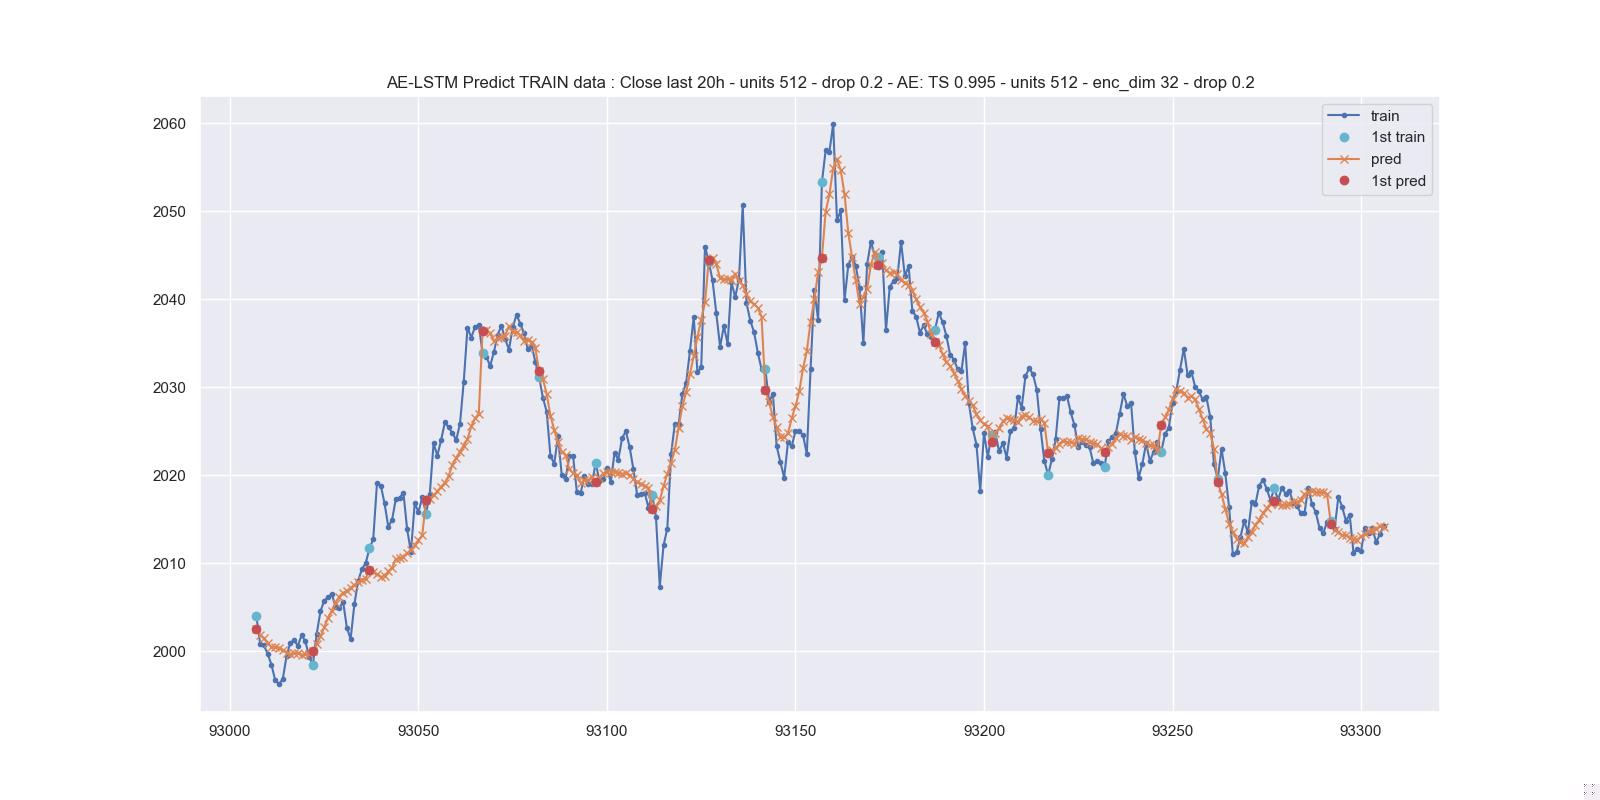 AE-LSTM Predict TRAIN data : Close last 20h - units 512 - drop 0.2 - AE: TS 0.995 - units 512 - enc_dim 32 - drop 0.2
train
1st train
pred
1st pred
2060
2050
2040
2030
2020
2010
2000
93000 93050 93100 93150 93200 93250 93300